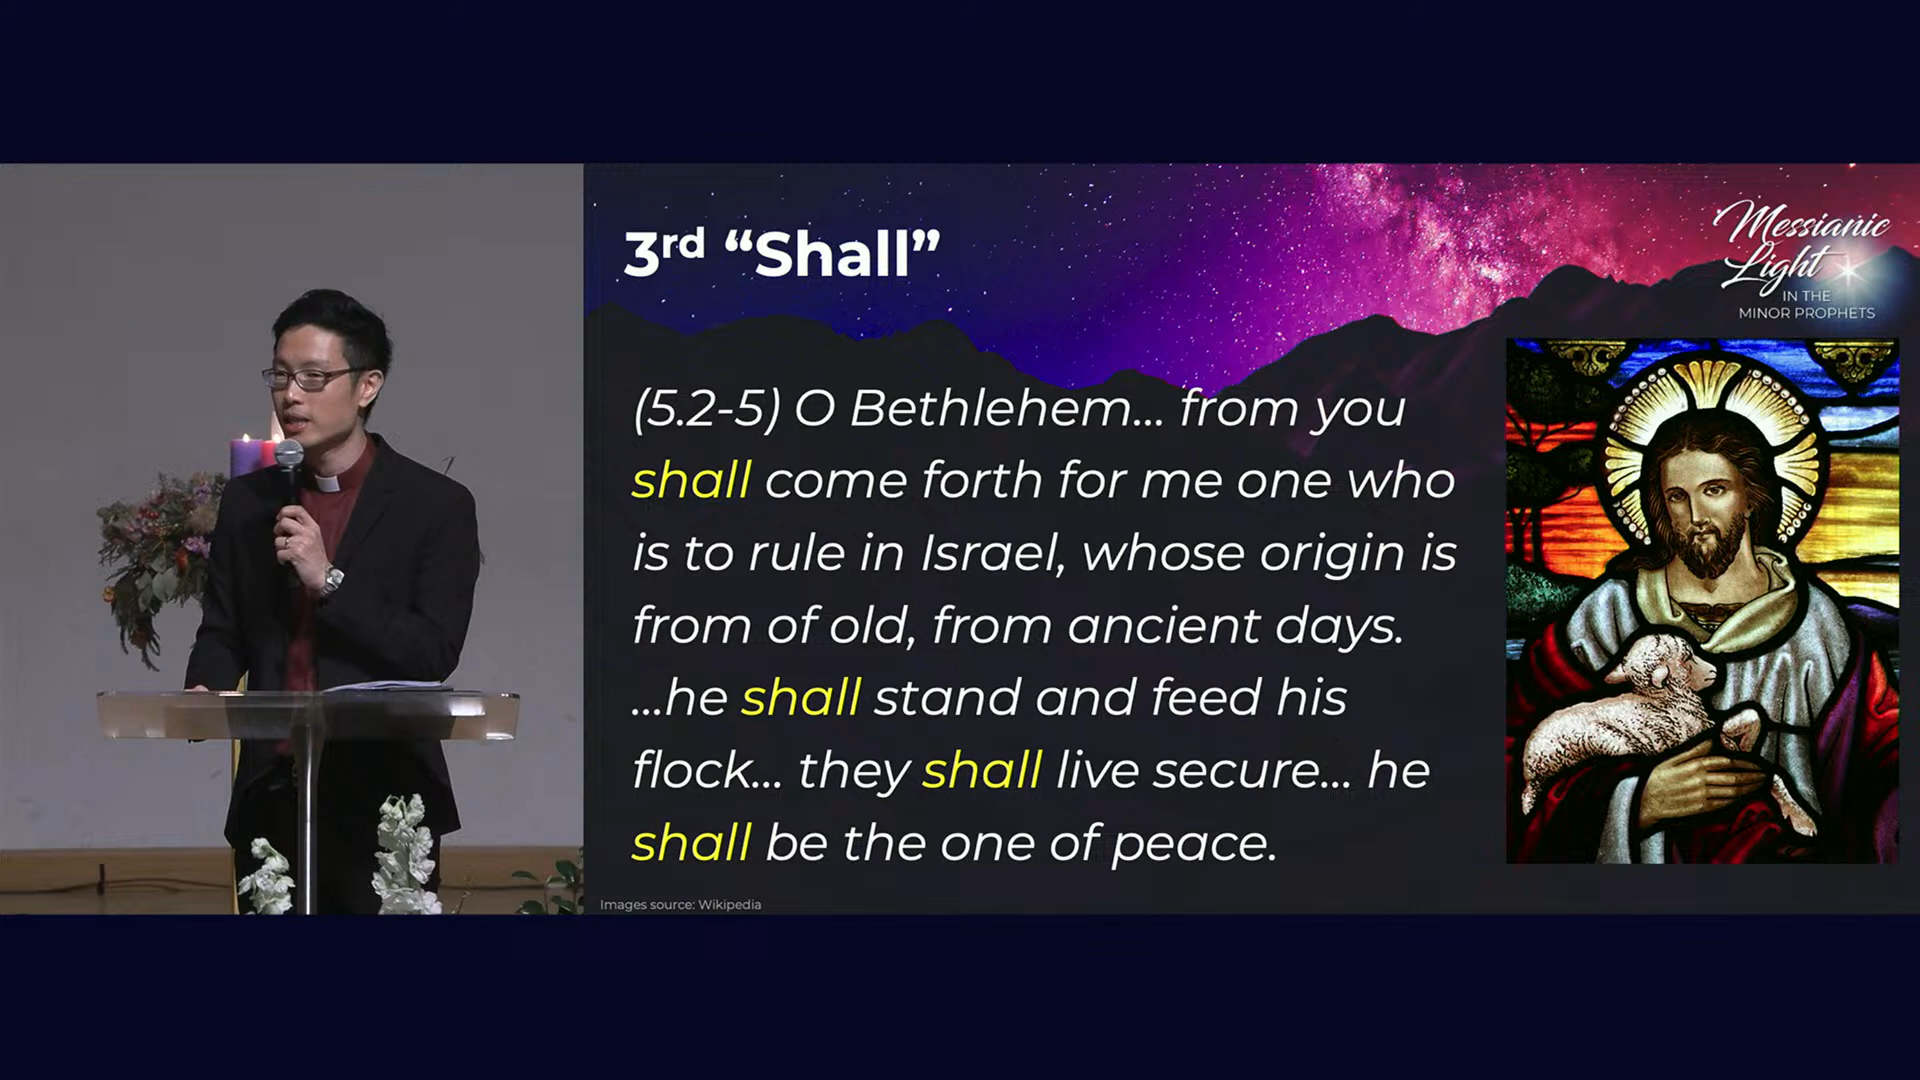 3rd “Shall”
Messianic
Light
IN THE
MINOR PROPHETS
(5.2-5) O Bethlehem... from you
shall come forth for me one who
is to rule in Israel, whose origin is
from of old, from ancient days.
...he shall stand and feed his
flock... they shall live secure... he
shall be the one of peace.
Images source: Wikipedia